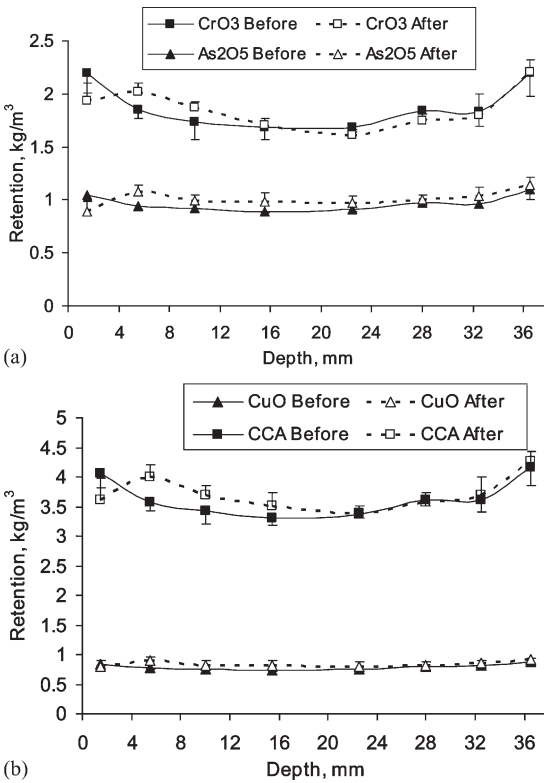 CrO3 Before CrO3 After
As2O5 Before As2O5 After
2.5
2
1.5
1
0.5
0
Retention, kg/m³
0 4 8 12 16 20 24 28 32 36
Depth, mm
(a)
CuO Before CuO After
CCA Before CCA After
5
4.5
4
3.5
3
2.5
2
1.5
1
0.5
0
Retention, kg/m³
0 4 8 12 16 20 24 28 32 36
Depth, mm
(b)